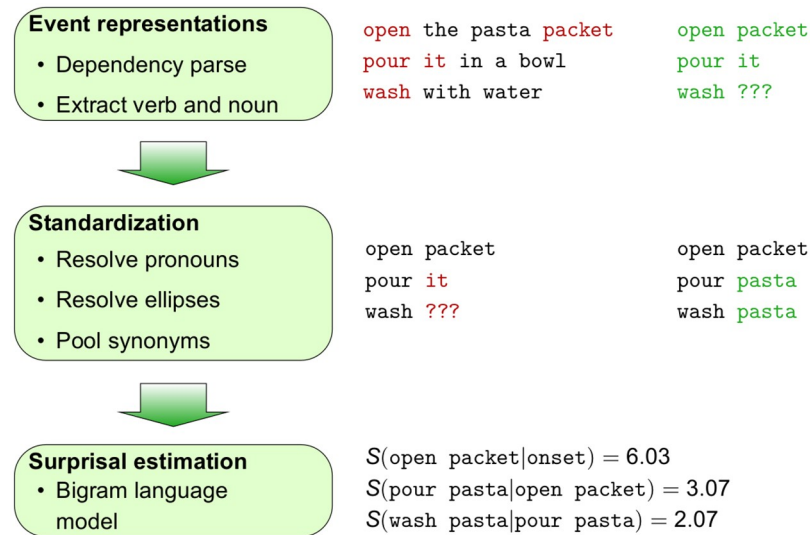 Event representations
• Dependency parse
• Extract verb and noun
open the pasta packet
pour it in a bowl
wash with water
open packet
pour it
wash ???
Standardization
• Resolve pronouns
• Resolve ellipses
• Pool synonyms
open packet
pour it
wash ???
open packet
pour pasta
wash pasta
Surprisal estimation
• Bigram language
model
S(open packet|onset) = 6.03
S(pour pasta|open packet) = 3.07
S(wash pasta|pour pasta) = 2.07